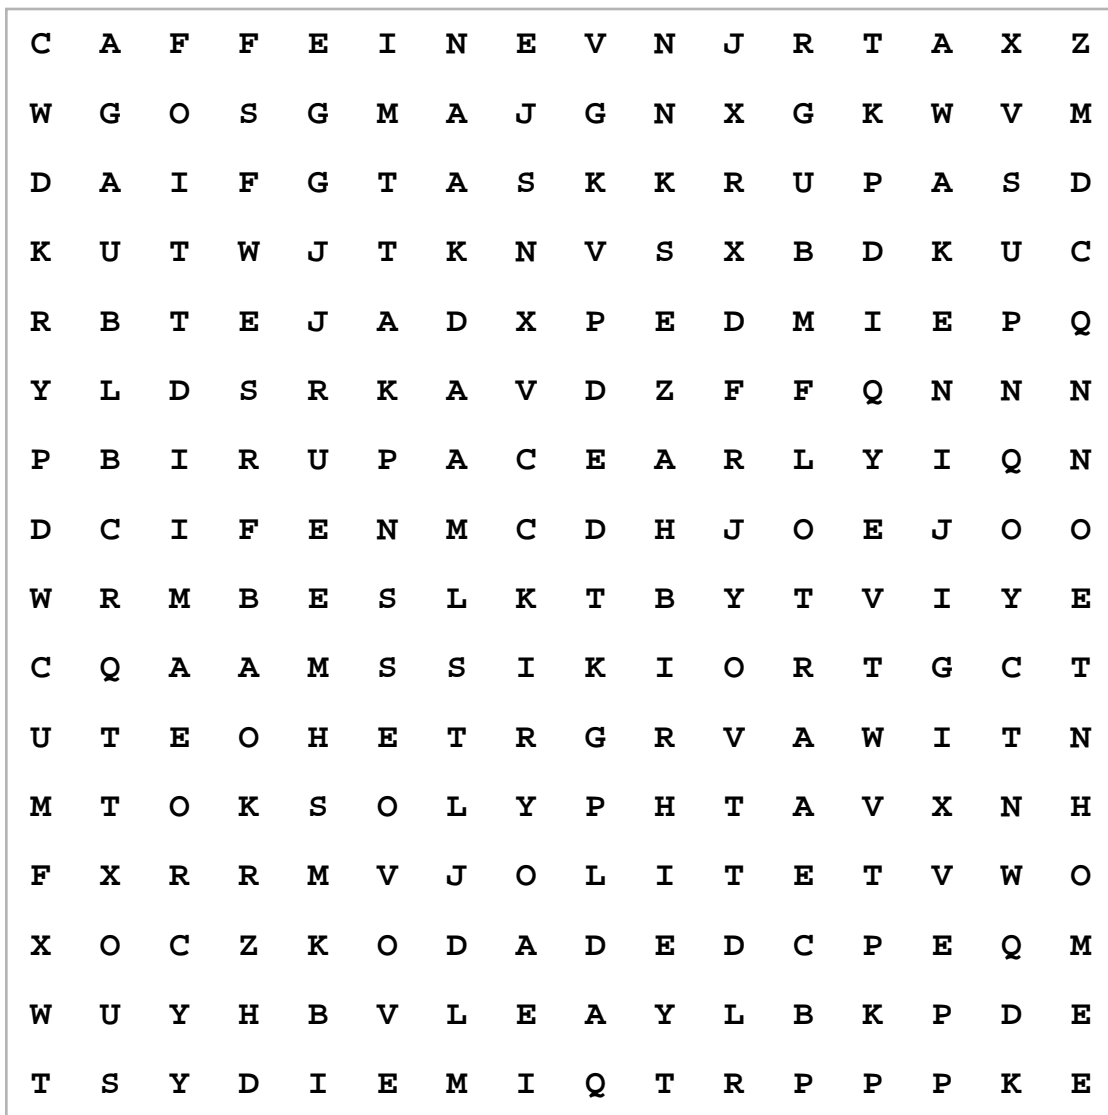 C A F F E I N E V N J R T A X Z
W G O S G M A J G N X G K W V M
D A I F G T A S K K R U P A S D
K U T W J T K N V S X B D K U C
R B T E J A D X P E D M I E P Q
Y L D S R K A V D Z F F Q N N N
P B I R U P A C E A R L Y I Q N
D C I F E N M C D H J O E J O O
W R M B E S L K T B Y T V I Y E
C Q A A M S S I K I O R T G C T
U T E O H E T R G R V A W I T N
M T O K S O L Y P H T A V X N H
F X R R M V J O L I T E T V W O
X O C Z K O D A D E D C P E Q M
W U Y H B V L E A Y L B K P D E
T S Y D I E M I Q T R P P P K E